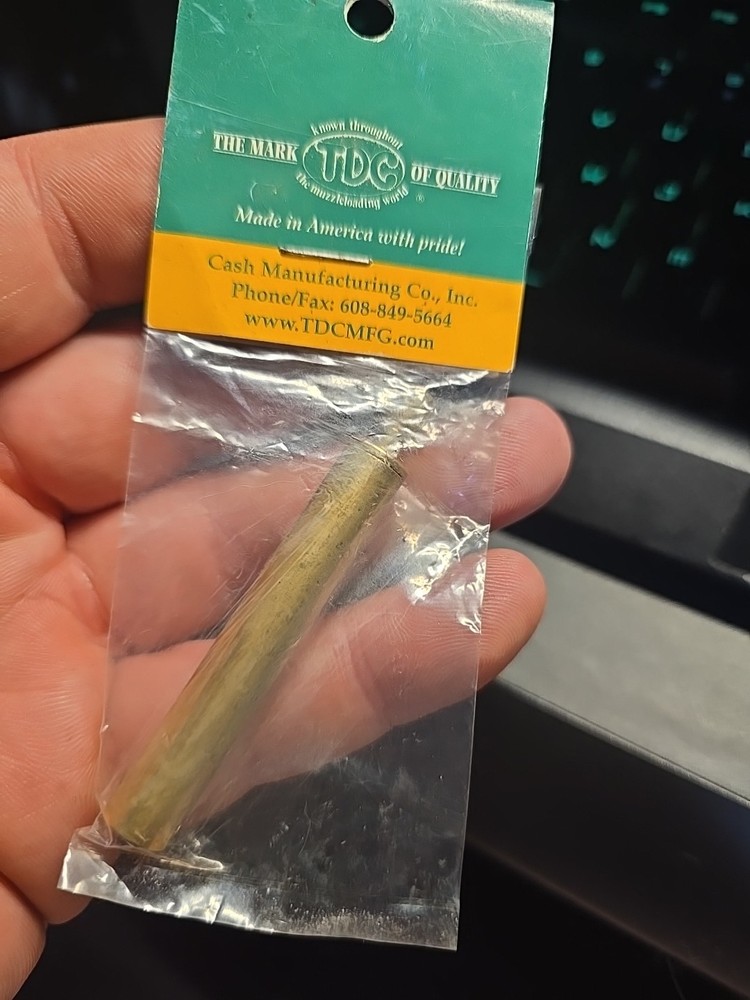 known throughout
THE MARK TDC OF QUALITY
the muzzleloading world ®
Made in America with pride!
Cash Manufacturing Co., Inc.
Phone/Fax: 608-849-5664
www.TDCMFG.com